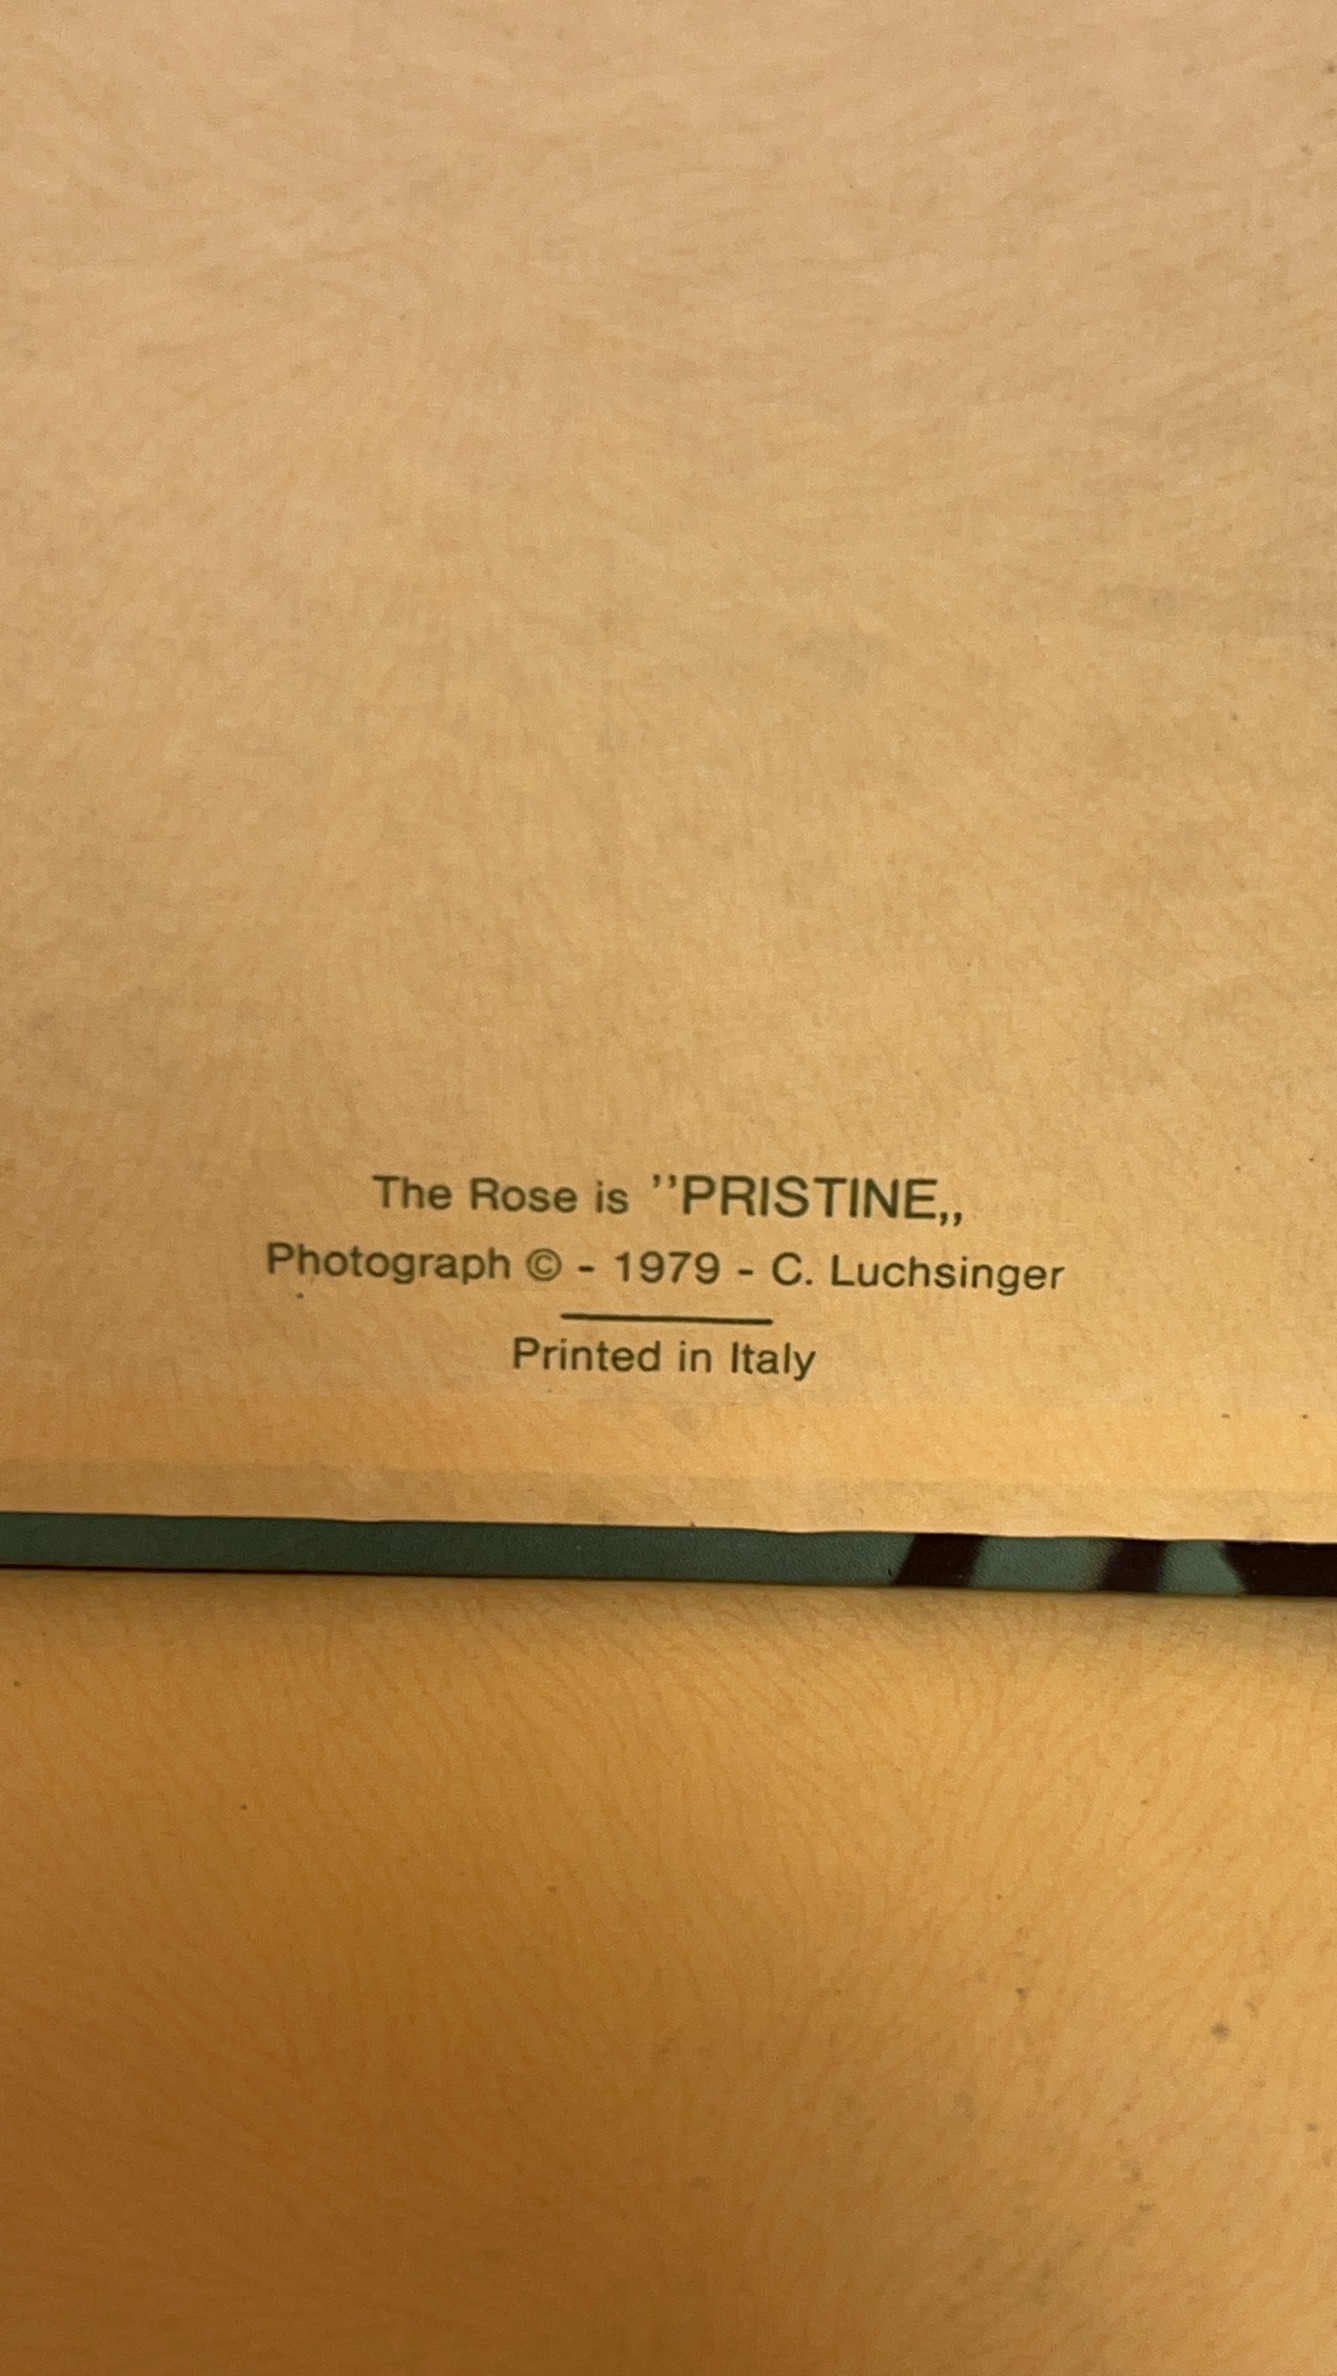 The Rose is ’’PRISTINE,,
Photograph © - 1979 - C. Luchsinger
Printed in Italy